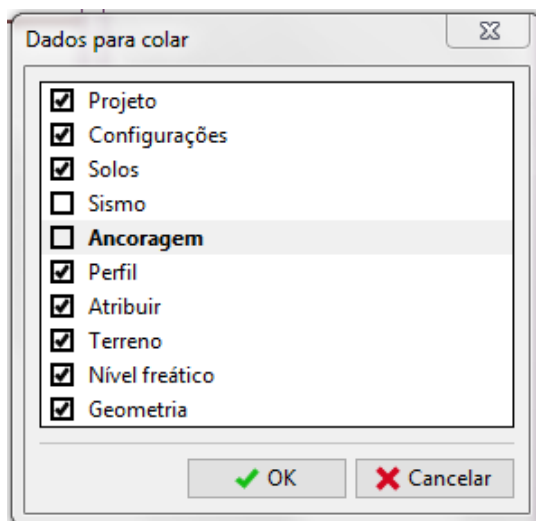 Dados para colar
Projeto
Configurações
Solos
Sismo
Ancoragem
Perfil
Atribuir
Terreno
Nível freático
Geometria
OK
Cancelar